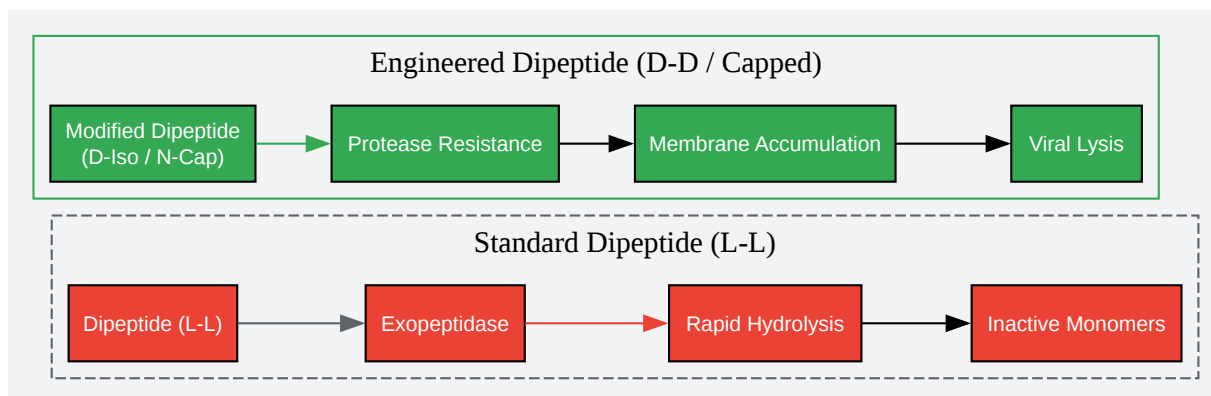 Engineered Dipeptide (D-D / Capped)
Modified Dipeptide
(D-Iso / N-Cap)
Protease Resistance
Membrane Accumulation
Viral Lysis
Standard Dipeptide (L-L)
Dipeptide (L-L)
Exopeptidase
Rapid Hydrolysis
Inactive Monomers